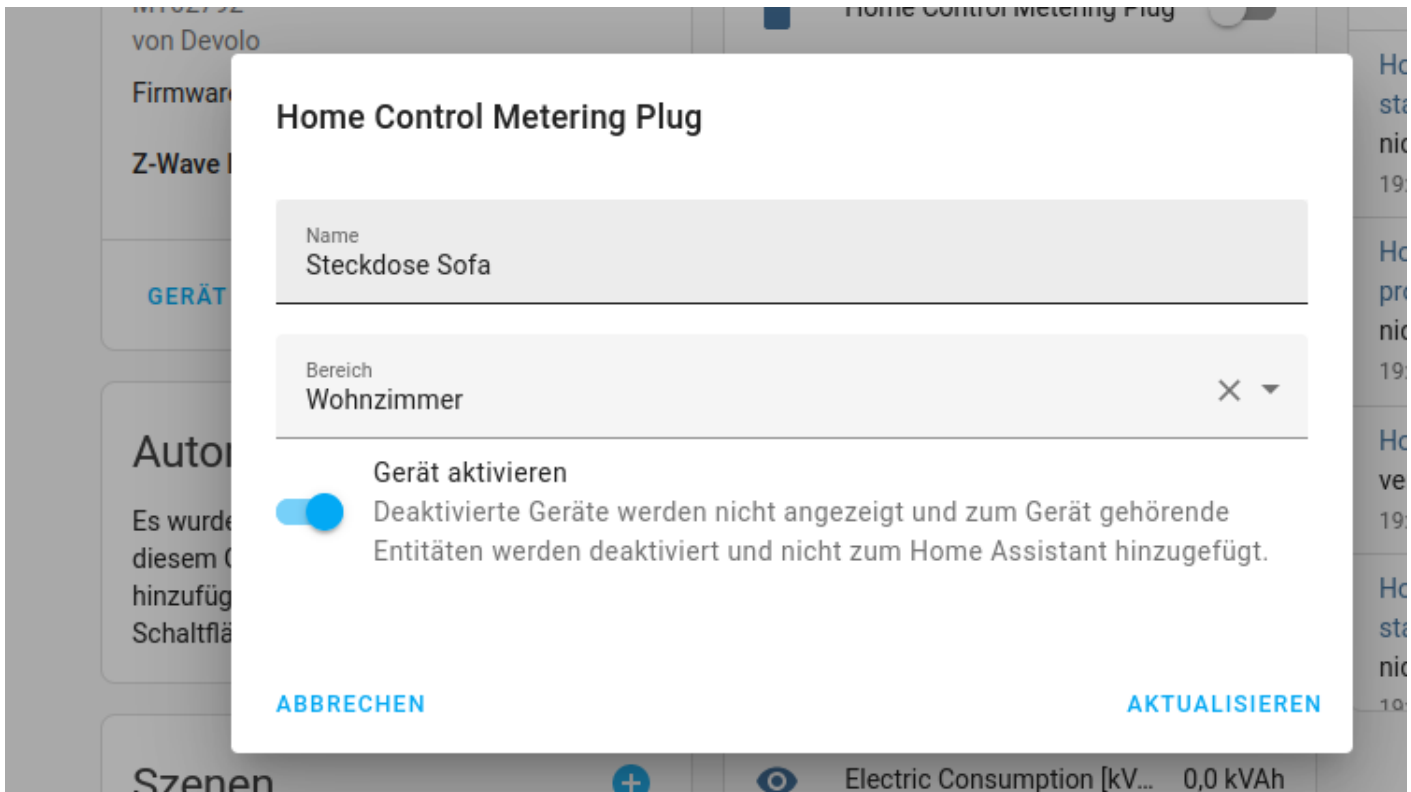 von Devolo
Home Control Metering Plug
Firmware
Z-Wave
Home Control Metering Plug
Name
Steckdose Sofa
GERÄT
Bereich
Wohnzimmer
Gerät aktivieren
Deaktivierte Geräte werden nicht angezeigt und zum Gerät gehörende
Entitäten werden deaktiviert und nicht zum Home Assistant hinzugefügt.
Es wurde
diesem
ABBRECHEN
AKTUALISIEREN
Szenen
Electric Consumption [kV... 0,0 kVAh